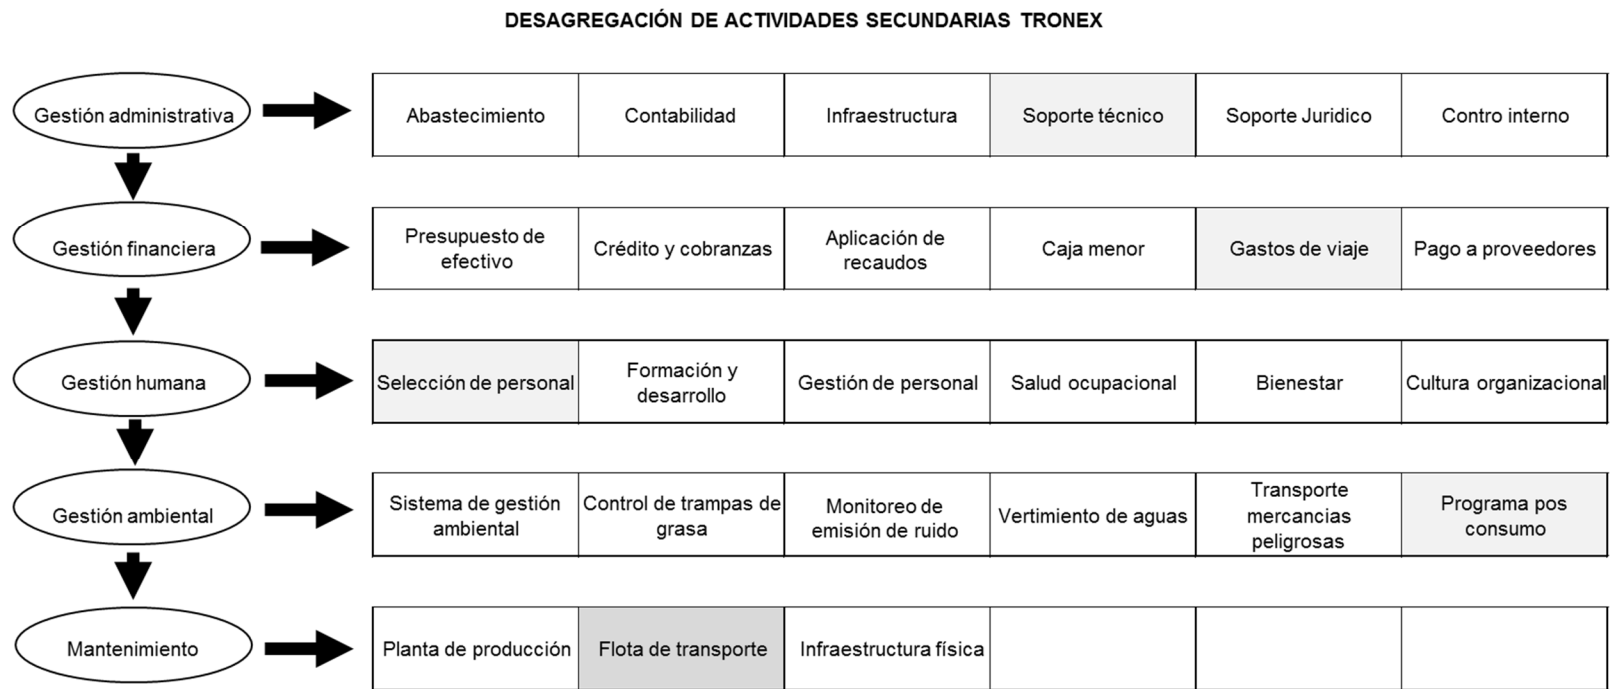 DESAGREGACIÓN DE ACTIVIDADES SECUNDARIAS TRONEX
Gestión administrativa
Abastecimiento
Contabilidad
Infraestructura
Soporte técnico
Soporte Juridico
Contro interno
Gestión financiera
Presupuesto de
efectivo
Crédito y cobranzas
Aplicación de
recaudos
Caja menor
Gastos de viaje
Pago a proveedores
Gestión humana
Selección de personal
Formación y
desarrollo
Gestión de personal
Salud ocupacional
Bienestar
Cultura organizacional
Gestión ambiental
Sistema de gestión
ambiental
Control de trampas de
grasa
Monitoreo de
emisión de ruido
Vertimiento de aguas
Transporte
mercancias
peligrosas
Programa pos
consumo
Mantenimiento
Planta de producción
Flota de transporte
Infraestructura física